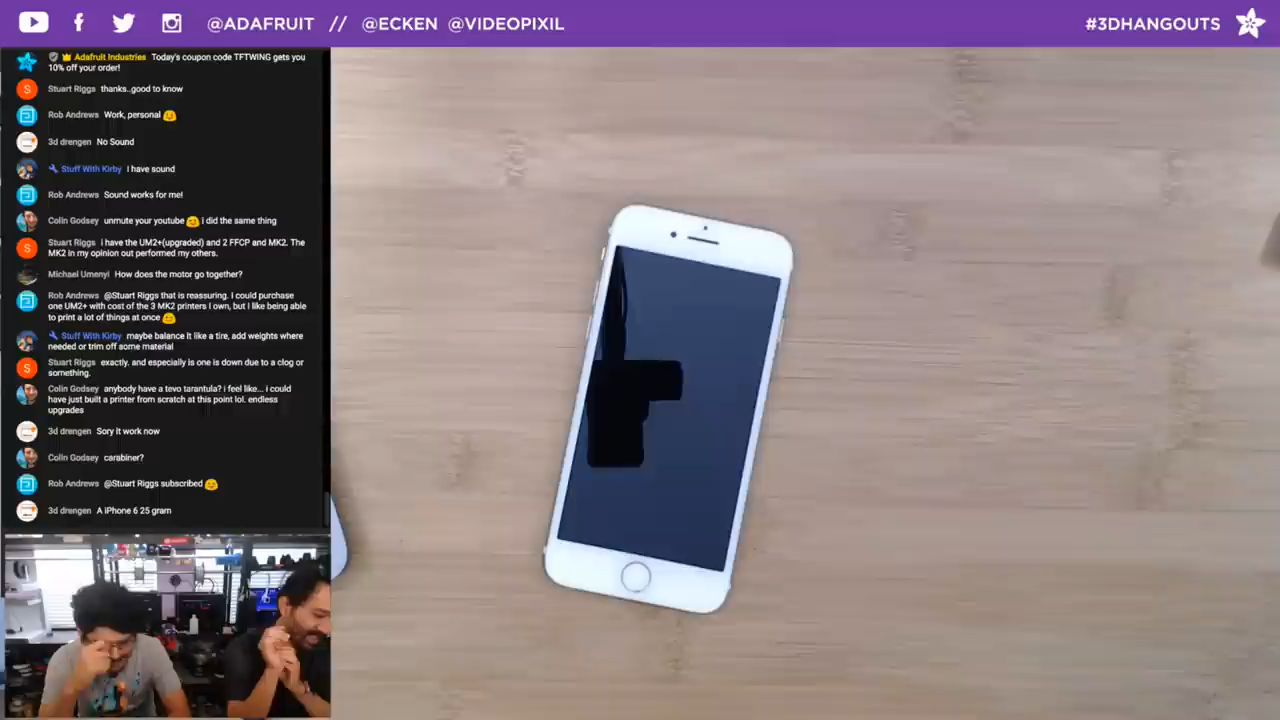 @ADAFRUIT // @ECKEN @VIDEOPIXIL
#3DHANGOUTS
Adafruit Industries Today's coupon code TFTWING gets you
10% off your order!
S Stuart Riggs thanks..good to know
Rob Andrews Work, personal
3d drengen No Sound
Stuff With Kirby I have sound
Rob Andrews Sound works for me!
Colin Godsey unmute your youtube 😀 i did the same thing
S Stuart Riggs i have the UM2+(upgraded) and 2 FFCP and MK2. The
MK2 in my opinion out performed my others.
Michael Umenyi How does the motor go together?
Rob Andrews @Stuart Riggs that is reassuring. I could purchase
one UM2+ with cost of the 3 MK2 printers I own, but I like being able
to print a lot of things at once
Stuff With Kirby maybe balance it like a tire, add weights where
needed or trim off some material
S Stuart Riggs exactly. and especially is one is down due to a clog or
something.
Colin Godsey anybody have a tevo tarantula? i feel like... i could
have just built a printer from scratch at this point lol. endless
upgrades
3d drengen Sory it work now
Colin Godsey carabiner?
Rob Andrews @Stuart Riggs subscribed
3d drengen A iPhone 6 25 gram